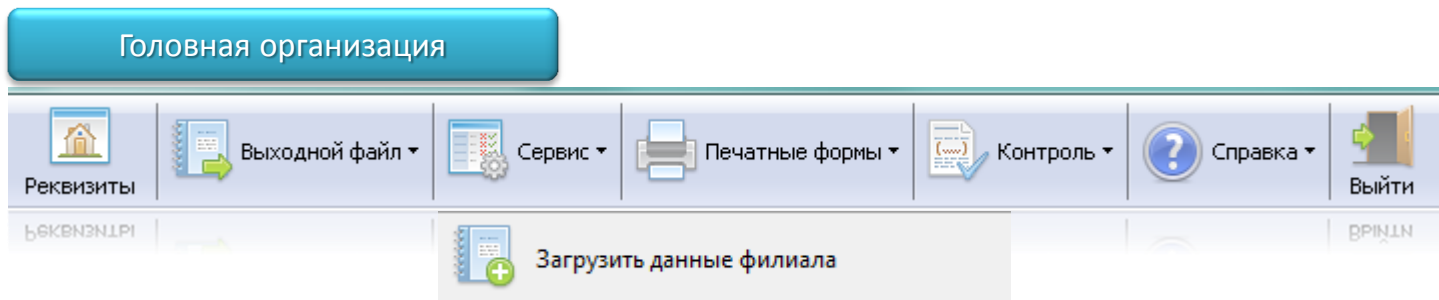 Головная организация
Реквизиты
Выходной файл
Сервис
Печатные формы
Контроль
Справка
Выйти
Загрузить данные филиала